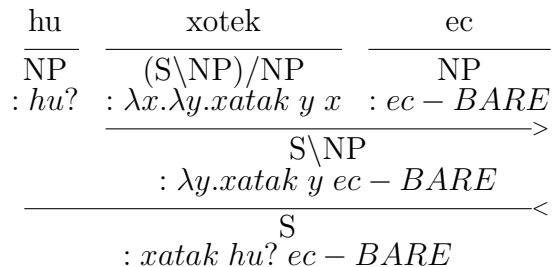 hu xotek ec
NP (S\NP)/NP NP
: hu? : λx.λy.xatak y x : ec − BARE
>
S\NP
: λy.xatak y ec − BARE
<
S
: xatak hu? ec − BARE